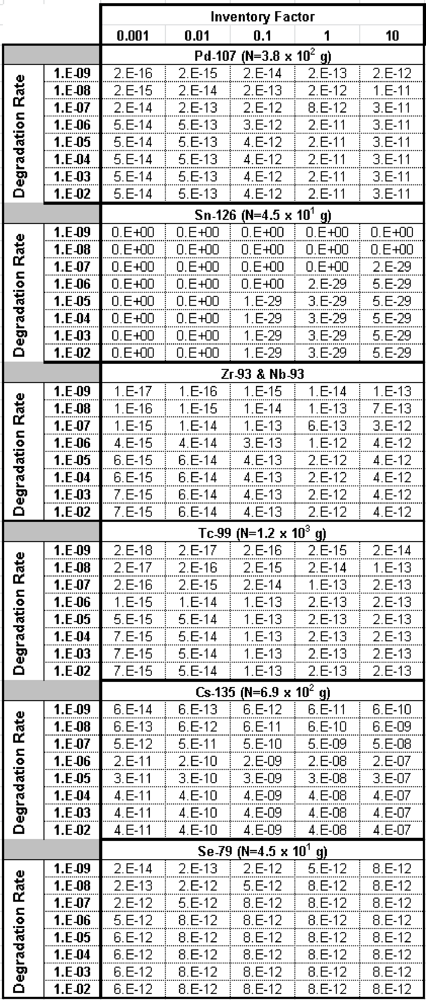 Inventory Factor
0.001 0.01 0.1 1 10
Pd-107 (N=3.8 x 10² g)
Degradation Rate
1.E-09 2.E-16 2.E-15 2.E-14 2.E-13 2.E-12
1.E-08 2.E-15 2.E-14 2.E-13 2.E-12 1.E-11
1.E-07 2.E-14 2.E-13 2.E-12 8.E-12 3.E-11
1.E-06 5.E-14 5.E-13 3.E-12 2.E-11 3.E-11
1.E-05 5.E-14 5.E-13 4.E-12 2.E-11 3.E-11
1.E-04 5.E-14 5.E-13 4.E-12 2.E-11 3.E-11
1.E-03 5.E-14 5.E-13 4.E-12 2.E-11 3.E-11
1.E-02 5.E-14 5.E-13 4.E-12 2.E-11 3.E-11
Sn-126 (N=4.5 x 10¹ g)
Degradation Rate
1.E-09 0.E+00 0.E+00 0.E+00 0.E+00 0.E+00
1.E-08 0.E+00 0.E+00 0.E+00 0.E+00 0.E+00
1.E-07 0.E+00 0.E+00 0.E+00 0.E+00 2.E-29
1.E-06 0.E+00 0.E+00 0.E+00 2.E-29 5.E-29
1.E-05 0.E+00 0.E+00 1.E-29 3.E-29 5.E-29
1.E-04 0.E+00 0.E+00 1.E-29 3.E-29 5.E-29
1.E-03 0.E+00 0.E+00 1.E-29 3.E-29 5.E-29
1.E-02 0.E+00 0.E+00 1.E-29 3.E-29 5.E-29
Zr-93 & Nb-93
Degradation Rate
1.E-09 1.E-17 1.E-16 1.E-15 1.E-14 1.E-13
1.E-08 1.E-16 1.E-15 1.E-14 1.E-13 7.E-13
1.E-07 1.E-15 1.E-14 1.E-13 6.E-13 3.E-12
1.E-06 4.E-15 4.E-14 3.E-13 1.E-12 4.E-12
1.E-05 6.E-15 6.E-14 4.E-13 2.E-12 4.E-12
1.E-04 6.E-15 6.E-14 4.E-13 2.E-12 4.E-12
1.E-03 7.E-15 6.E-14 4.E-13 2.E-12 4.E-12
1.E-02 7.E-15 6.E-14 4.E-13 2.E-12 4.E-12
Tc-99 (N=1.2 x 10³ g)
Degradation Rate
1.E-09 2.E-18 2.E-17 2.E-16 2.E-15 2.E-14
1.E-08 2.E-17 2.E-16 2.E-15 2.E-14 1.E-13
1.E-07 2.E-16 2.E-15 2.E-14 1.E-13 2.E-13
1.E-06 1.E-15 1.E-14 1.E-13 2.E-13 2.E-13
1.E-05 5.E-15 5.E-14 1.E-13 2.E-13 2.E-13
1.E-04 7.E-15 5.E-14 1.E-13 2.E-13 2.E-13
1.E-03 7.E-15 5.E-14 1.E-13 2.E-13 2.E-13
1.E-02 7.E-15 5.E-14 1.E-13 2.E-13 2.E-13
Cs-135 (N=6.9 x 10² g)
Degradation Rate
1.E-09 6.E-14 6.E-13 6.E-12 6.E-11 6.E-10
1.E-08 6.E-13 6.E-12 6.E-11 6.E-10 6.E-09
1.E-07 5.E-12 5.E-11 5.E-10 5.E-09 5.E-08
1.E-06 2.E-11 2.E-10 2.E-09 2.E-08 2.E-07
1.E-05 3.E-11 3.E-10 3.E-09 3.E-08 3.E-07
1.E-04 4.E-11 4.E-10 4.E-09 4.E-08 4.E-07
1.E-03 4.E-11 4.E-10 4.E-09 4.E-08 4.E-07
1.E-02 4.E-11 4.E-10 4.E-09 4.E-08 4.E-07
Se-79 (N=4.5 x 10¹ g)
Degradation Rate
1.E-09 2.E-14 2.E-13 2.E-12 5.E-12 8.E-12
1.E-08 2.E-13 2.E-12 5.E-12 8.E-12 8.E-12
1.E-07 2.E-12 5.E-12 8.E-12 8.E-12 8.E-12
1.E-06 5.E-12 8.E-12 8.E-12 8.E-12 8.E-12
1.E-05 6.E-12 8.E-12 8.E-12 8.E-12 8.E-12
1.E-04 6.E-12 8.E-12 8.E-12 8.E-12 8.E-12
1.E-03 6.E-12 8.E-12 8.E-12 8.E-12 8.E-12
1.E-02 6.E-12 8.E-12 8.E-12 8.E-12 8.E-12